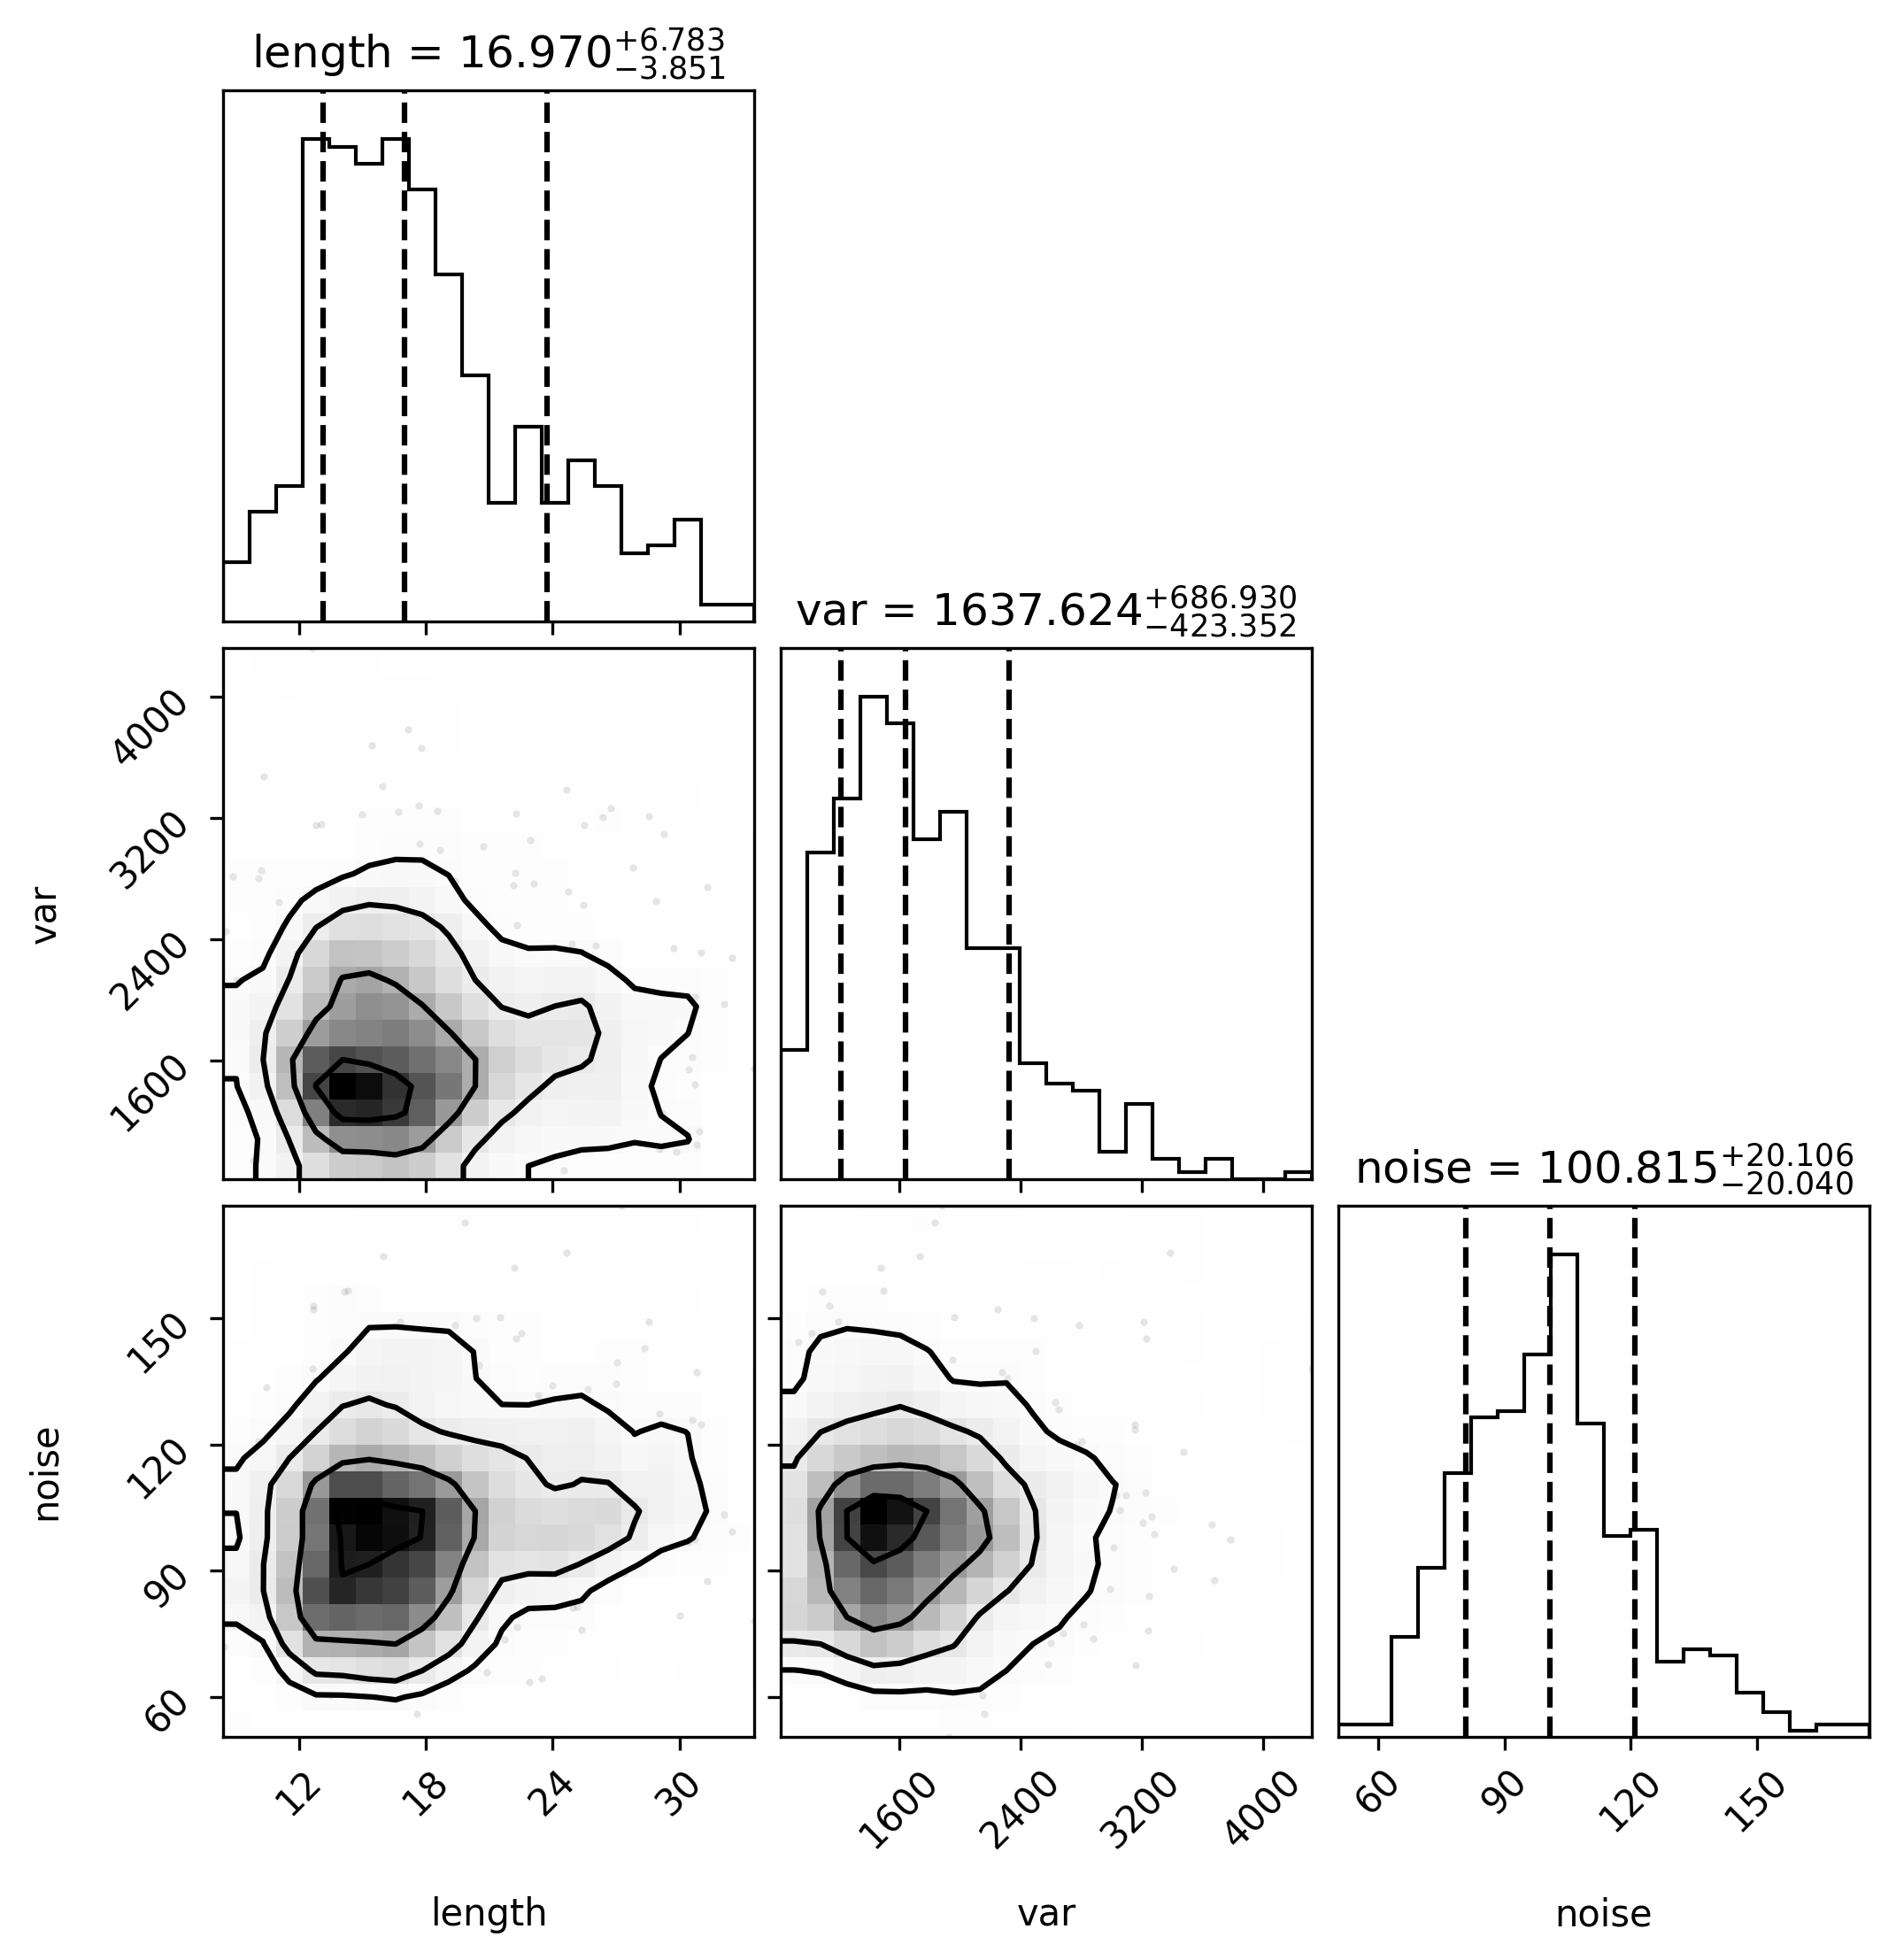 length = 16.970 +6.783 −3.851
var = 1637.624 +686.930 −423.352
4000
3200
2400
1600
var
noise = 100.815 +20.106 −20.040
150
120
90
60
noise
12 18 24 30 1600 2400 3200 4000 60 90 120 150
length var noise